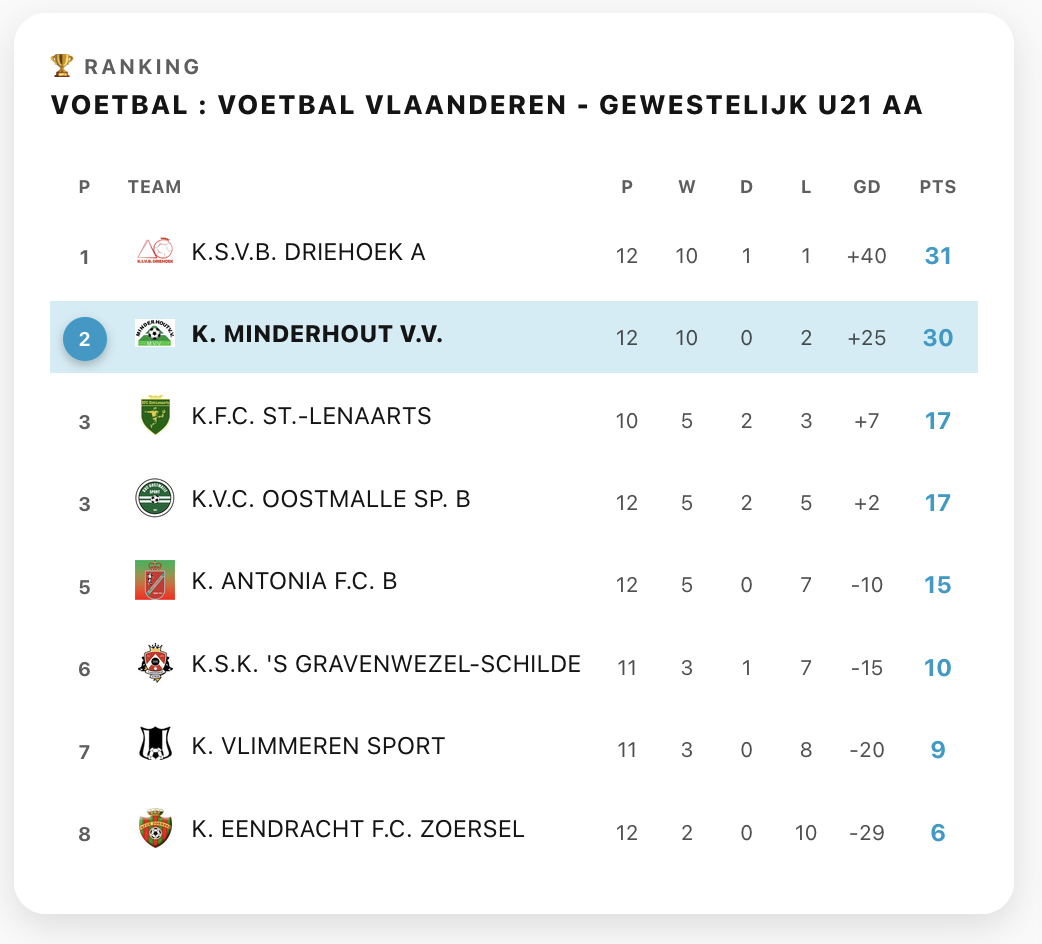 🏆 RANKING
VOETBAL : VOETBAL VLAANDEREN - GEWESTELIJK U21 AA
P TEAM P W D L GD PTS
1 K.S.V.B. DRIEHOEK A 12 10 1 1 +40 31
2 K. MINDERHOUT V.V. 12 10 0 2 +25 30
3 K.F.C. ST.-LENAARTS 10 5 2 3 +7 17
3 K.V.C. OOSTMALLE SP. B 12 5 2 5 +2 17
5 K. ANTONIA F.C. B 12 5 0 7 -10 15
6 K.S.K. 'S GRAVENWEZEL-SCHILDE 11 3 1 7 -15 10
7 K. VLIMMEREN SPORT 11 3 0 8 -20 9
8 K. EENDRACHT F.C. ZOERSEL 12 2 0 10 -29 6